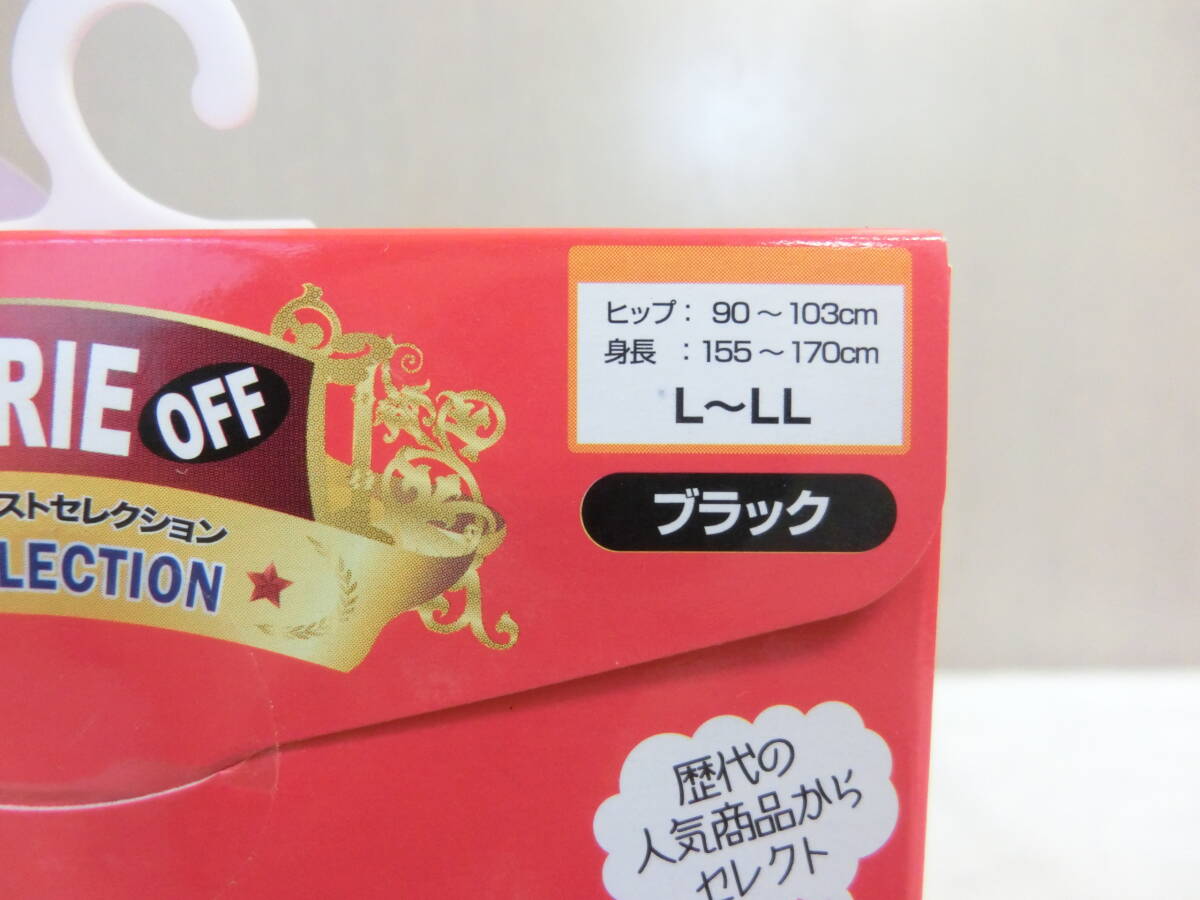 RIE OFF
ストセレクション
LECTION
ヒップ： 90～103cm
身長 ：155～170cm
L～LL
ブラック
歴代の
人気商品から
セレクト